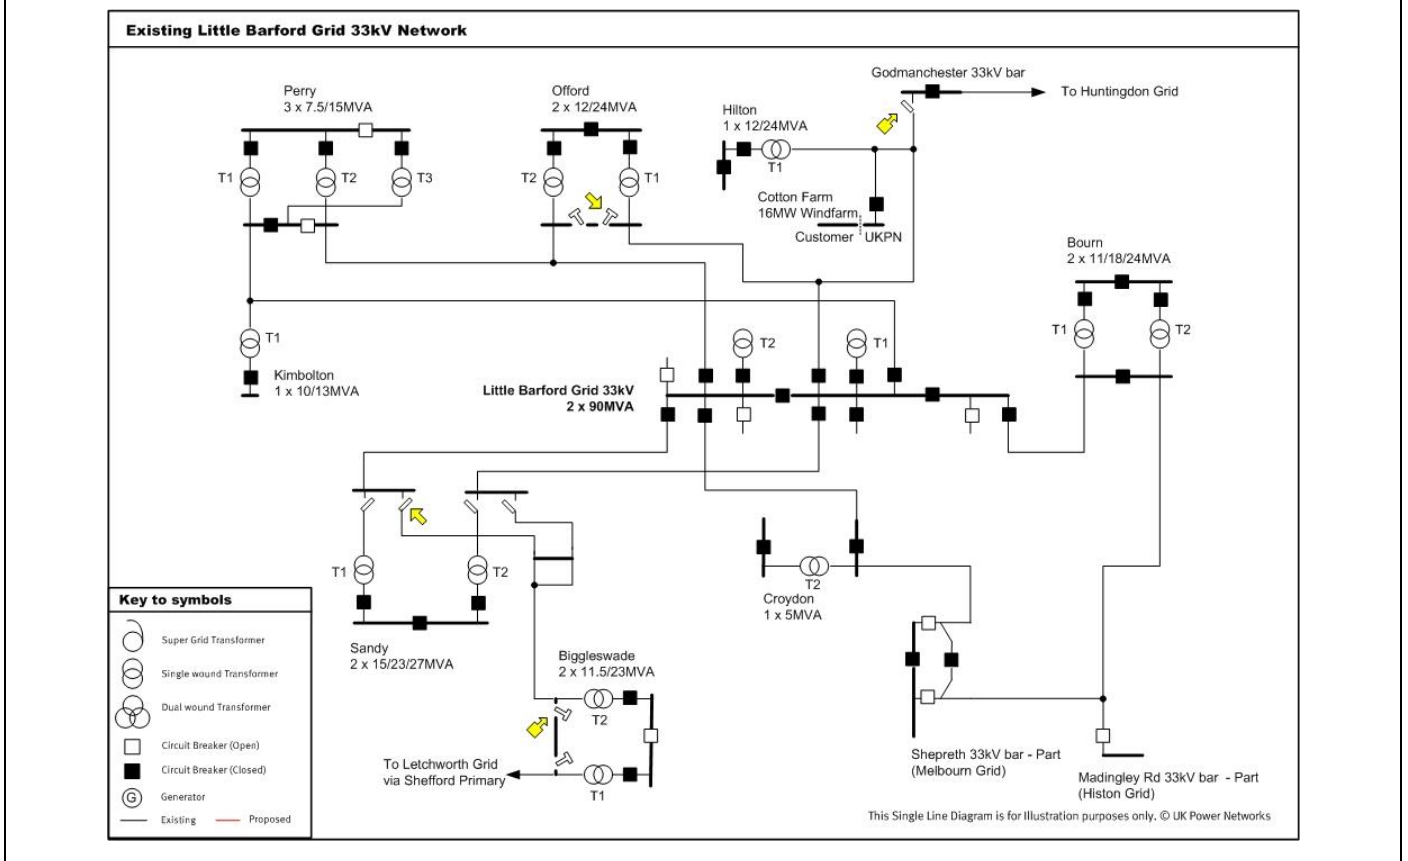 Existing Little Barford Grid 33kV Network
Perry
3 x 7.5/15MVA
Offord
2 x 12/24MVA
Godmanchester 33kV bar
To Huntingdon Grid
Hilton
1 x 12/24MVA
T1
T1
T2
T3
T2
T1
Cotton Farm
16MW Windfarm
Customer
UKPN
Bourn
2 x 11/18/24MVA
T1
T2
T1
Kimbolton
1 x 10/13MVA
T2
T1
Little Barford Grid 33kV
2 x 90MVA
T1
T2
Sandy
2 x 15/23/27MVA
T2
Croydon
1 x 5MVA
Biggleswade
2 x 11.5/23MVA
T2
T1
To Letchworth Grid
via Shefford Primary
Shepreth 33kV bar - Part
(Melbourn Grid)
Madingley Rd 33kV bar - Part
(Histon Grid)
Key to symbols
Super Grid Transformer
Single wound Transformer
Dual wound Transformer
Circuit Breaker (Open)
Circuit Breaker (Closed)
G
Generator
Existing
Proposed
This Single Line Diagram is for Illustration purposes only. © UK Power Networks